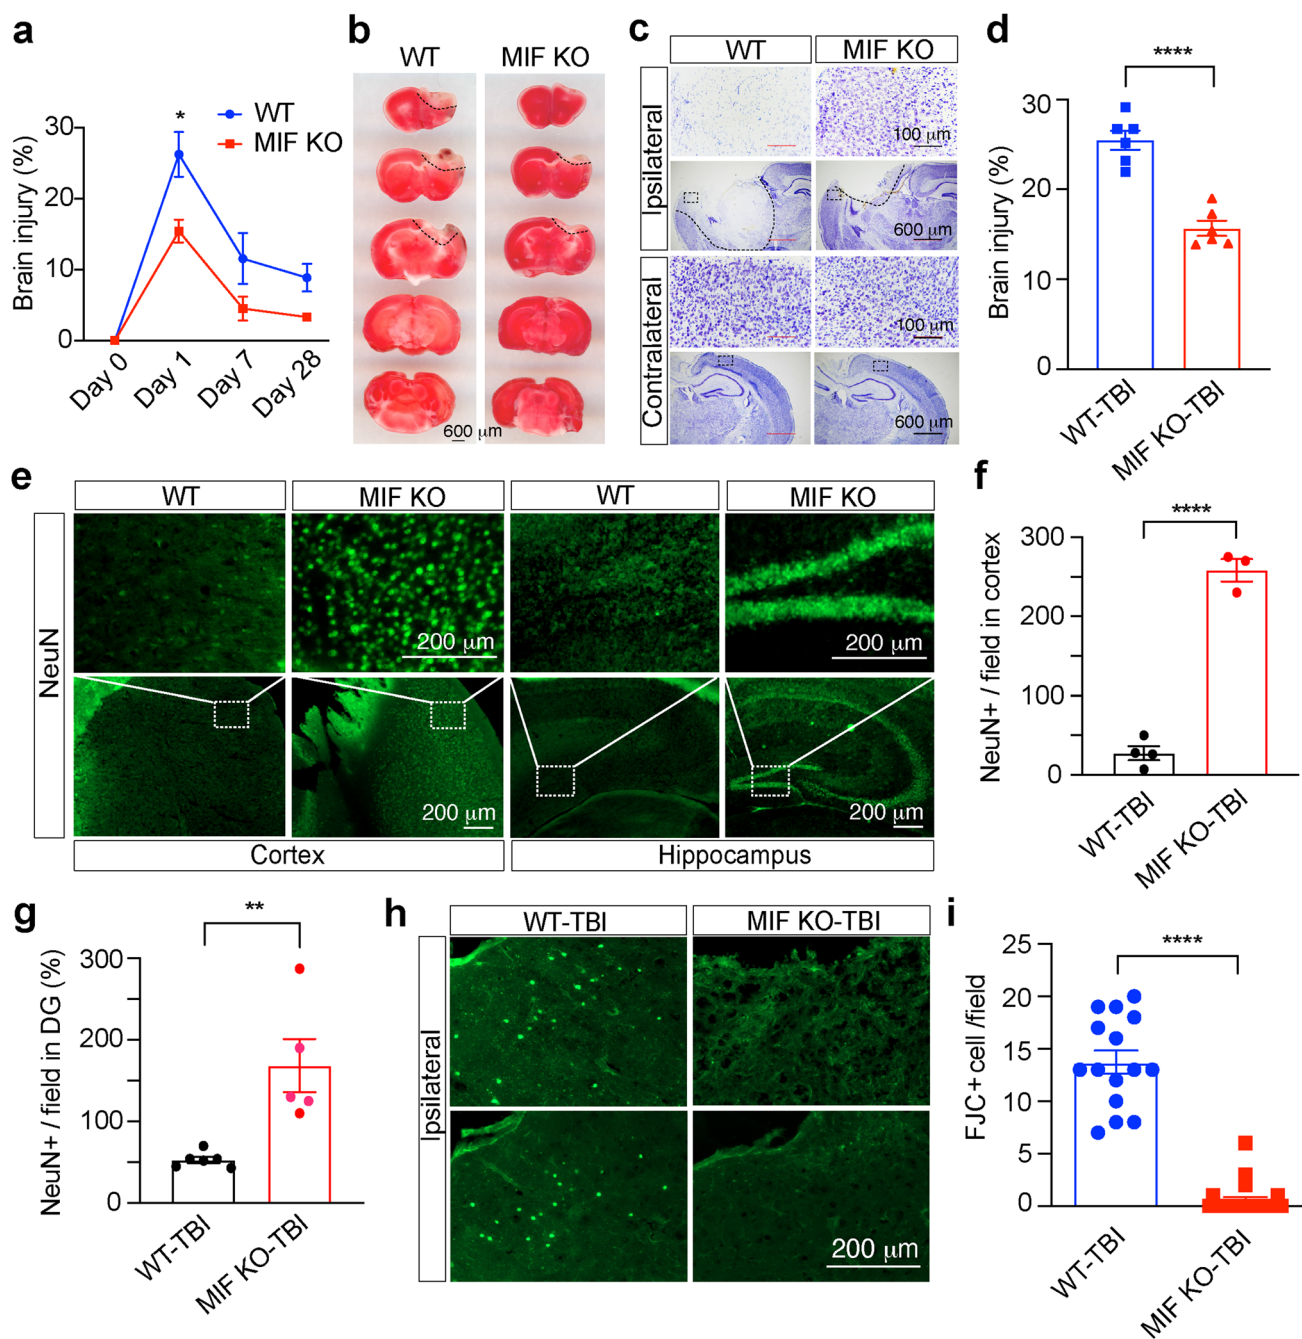 a
WT
MIF KO
*
Brain injury (%)
30
20
10
0
Day 0
Day 1
Day 7
Day 28
b
WT
MIF KO
600 μm
c
WT
MIF KO
Ipsilateral
100 μm
600 μm
Contralateral
100 μm
600 μm
d
****
Brain injury (%)
30
20
10
0
WT-TBI
MIF KO-TBI
e
WT
MIF KO
WT
MIF KO
NeuN
200 μm
200 μm
200 μm
200 μm
Cortex
Hippocampus
f
****
NeuN+ / field in cortex
300
200
100
0
WT-TBI
MIF KO-TBI
g
**
NeuN+ / field in DG (%)
300
200
100
0
WT-TBI
MIF KO-TBI
h
WT-TBI
MIF KO-TBI
Ipsilateral
200 μm
i
****
FJC+ cell /field
25
20
15
10
5
0
WT-TBI
MIF KO-TBI